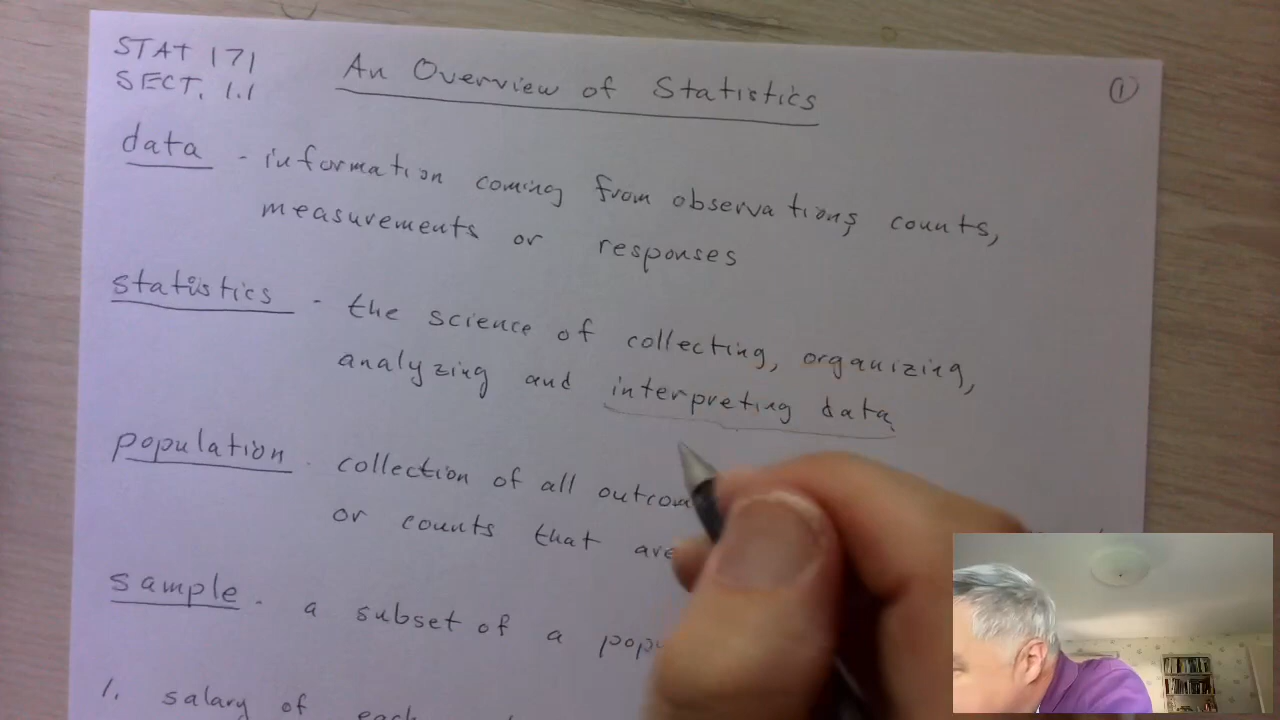 STAT 171 An Overview of Statistics 1
SECT. 1.1
data - information coming from observations, counts,
measurements or responses
statistics - the science of collecting, organizing,
analyzing and interpreting data
population - collection of all
or counts that are
sample - a subset of a
1. salary of each